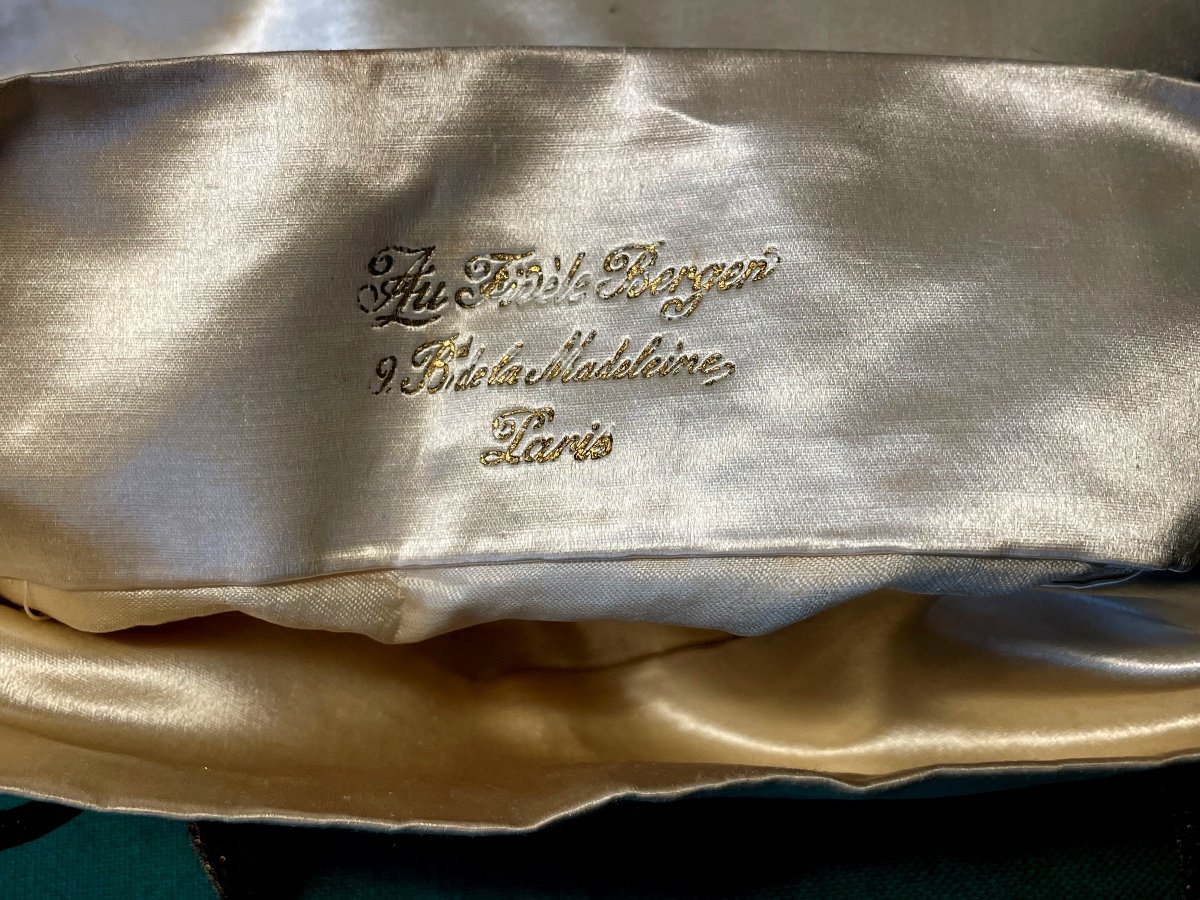 Au Fidèle Berger
9. Bd de la Madeleine,
Paris